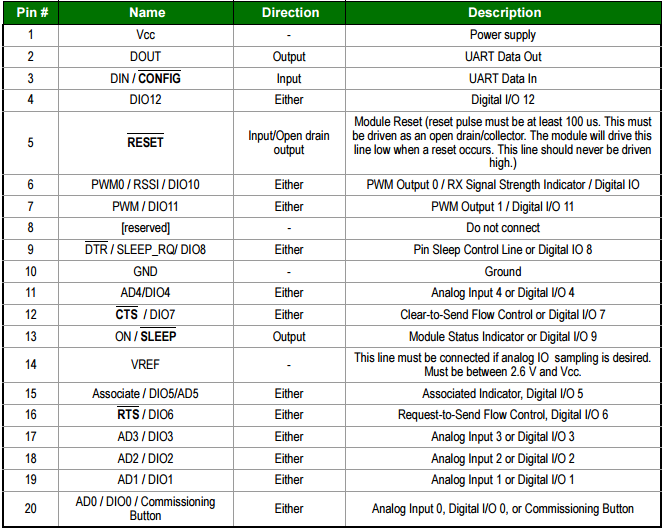 Pin # Name Direction Description
1 Vcc - Power supply
2 DOUT Output UART Data Out
3 DIN / CONFIG Input UART Data In
4 DIO12 Either Digital I/O 12
5 RESET Input/Open drain output Module Reset (reset pulse must be at least 100 us. This must
be driven as an open drain/collector. The module will drive this
line low when a reset occurs. This line should never be driven
high.)
6 PWM0 / RSSI / DIO10 Either PWM Output 0 / RX Signal Strength Indicator / Digital IO
7 PWM / DIO11 Either PWM Output 1 / Digital I/O 11
8 [reserved] - Do not connect
9 DTR / SLEEP_RQ/ DIO8 Either Pin Sleep Control Line or Digital IO 8
10 GND - Ground
11 AD4/DIO4 Either Analog Input 4 or Digital I/O 4
12 CTS / DIO7 Either Clear-to-Send Flow Control or Digital I/O 7
13 ON / SLEEP Output Module Status Indicator or Digital I/O 9
14 VREF - This line must be connected if analog IO sampling is desired.
Must be between 2.6 V and Vcc.
15 Associate / DIO5/AD5 Either Associated Indicator, Digital I/O 5
16 RTS / DIO6 Either Request-to-Send Flow Control, Digital I/O 6
17 AD3 / DIO3 Either Analog Input 3 or Digital I/O 3
18 AD2 / DIO2 Either Analog Input 2 or Digital I/O 2
19 AD1 / DIO1 Either Analog Input 1 or Digital I/O 1
20 AD0 / DIO0 / Commissioning
Button Either Analog Input 0, Digital I/O 0, or Commissioning Button